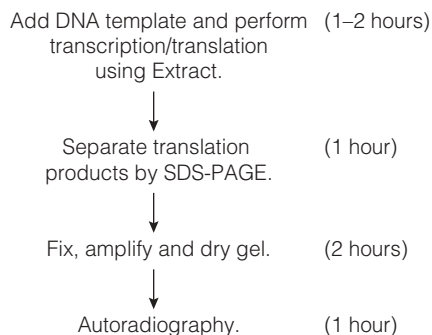 Add DNA template and perform (1–2 hours)
transcription/translation
using Extract.
Separate translation (1 hour)
products by SDS-PAGE.
Fix, amplify and dry gel. (2 hours)
Autoradiography. (1 hour)